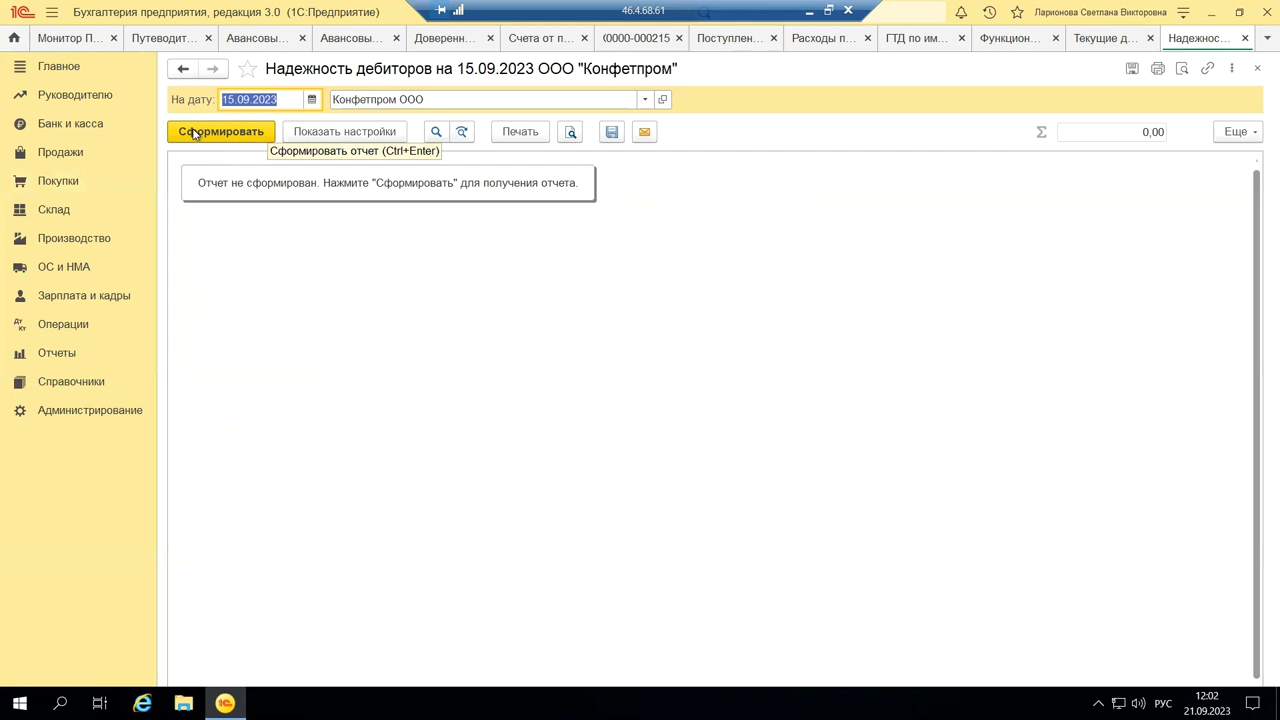 Бухгалтерия предприятия, редакция 3.0 (1С:Предприятие)
46.4.68.61
Ларионова Светлана Викторовна
Монитор П...
Путеводит...
Авансовы...
Авансовы...
Доверенн...
Счета от п...
(0000-000215
Поступлен...
Расходы п...
ГТД по им...
Функцион...
Текущие д...
Надежнос...
Главное
Руководителю
Банк и касса
Продажи
Покупки
Склад
Производство
ОС и НМА
Зарплата и кадры
Операции
Отчеты
Справочники
Администрирование
Надежность дебиторов на 15.09.2023 ООО "Конфетпром"
На дату: 15.09.2023 Конфетпром ООО
Сформировать Показать настройки Печать Σ 0,00 Еще
Сформировать отчет (Ctrl+Enter)
Отчет не сформирован. Нажмите "Сформировать" для получения отчета.
РУС
12:02
21.09.2023